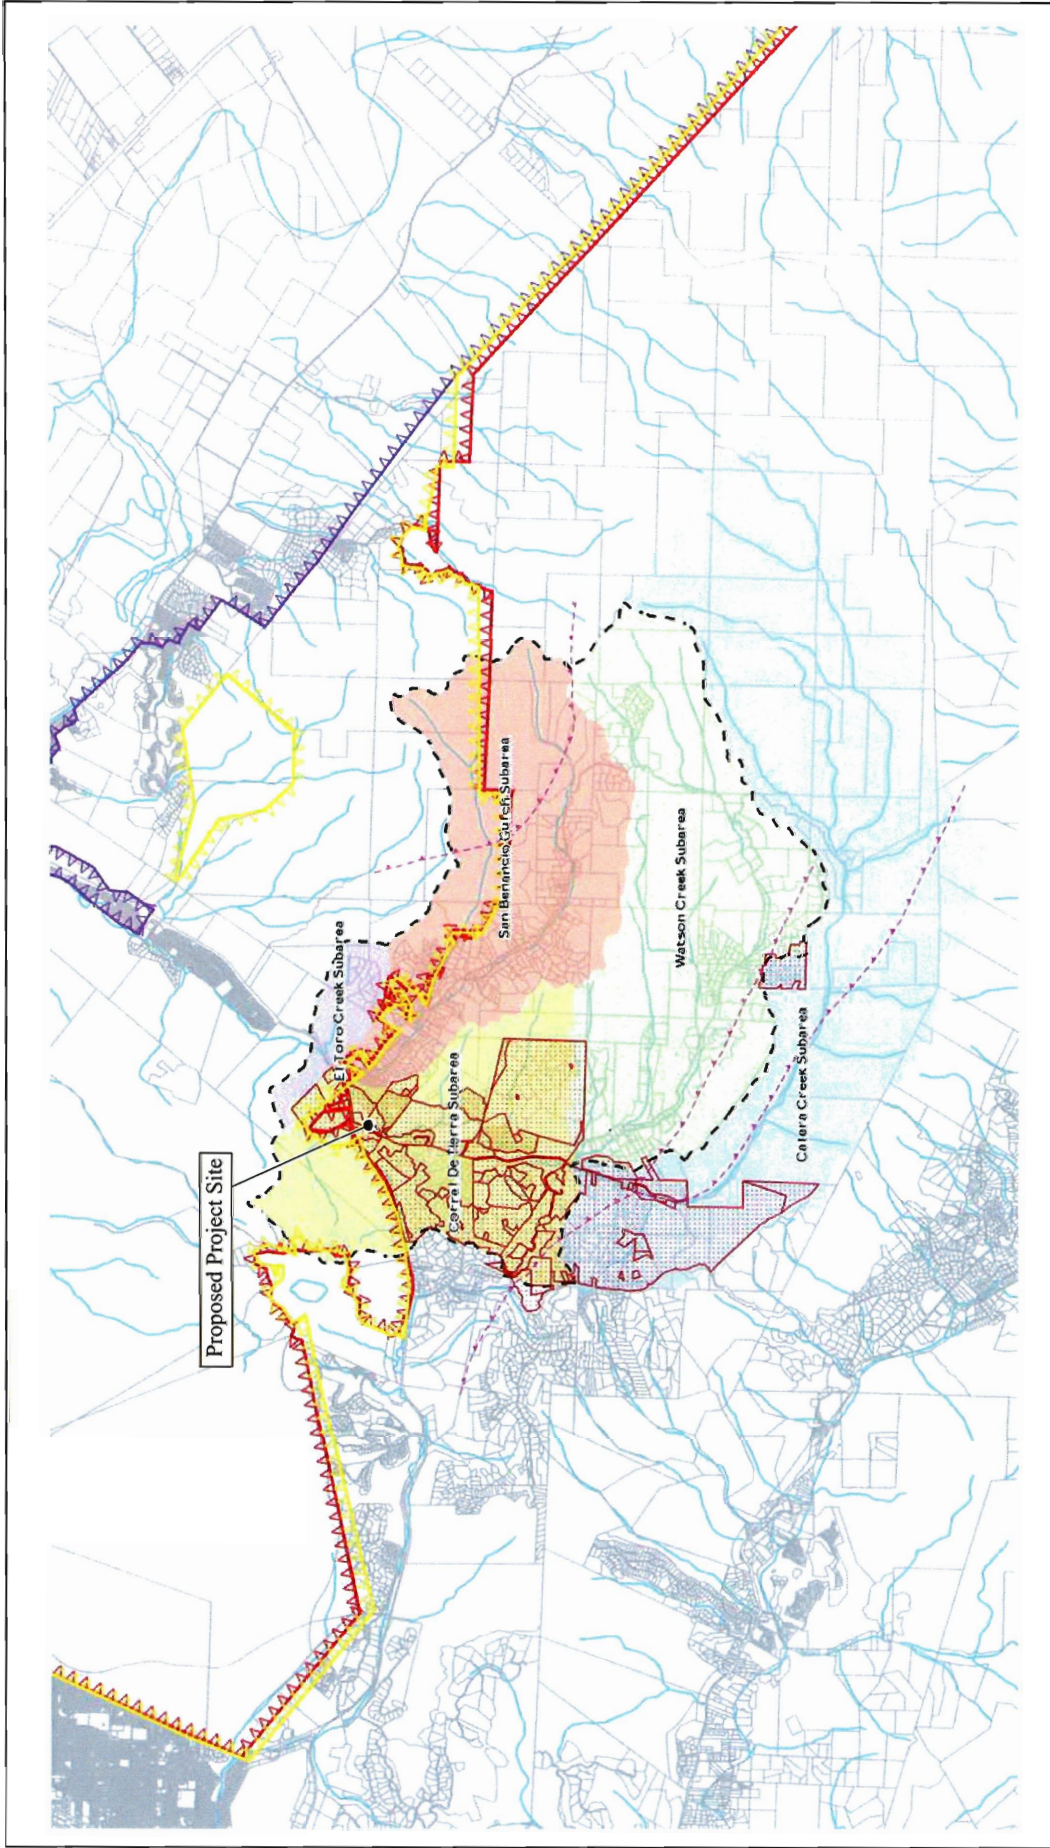 Proposed Project Site
El Toro Creek Subarea
San Benancio Gulch Subarea
Corral De Tierra Subarea
Watson Creek Subarea
Calera Creek Subarea